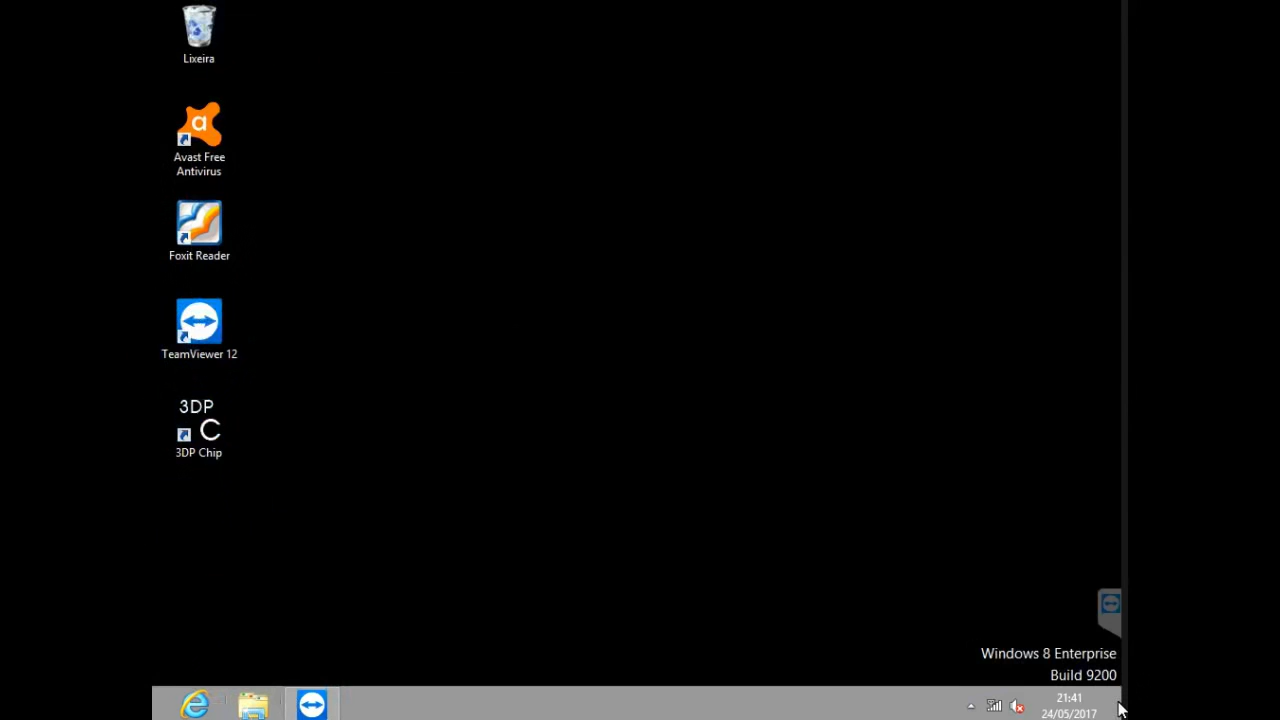 Lixeira
a
Avast Free
Antivirus
Foxit Reader
TeamViewer 12
3DP
C
3DP Chip
Windows 8 Enterprise
Build 9200
21:41
24/05/2017